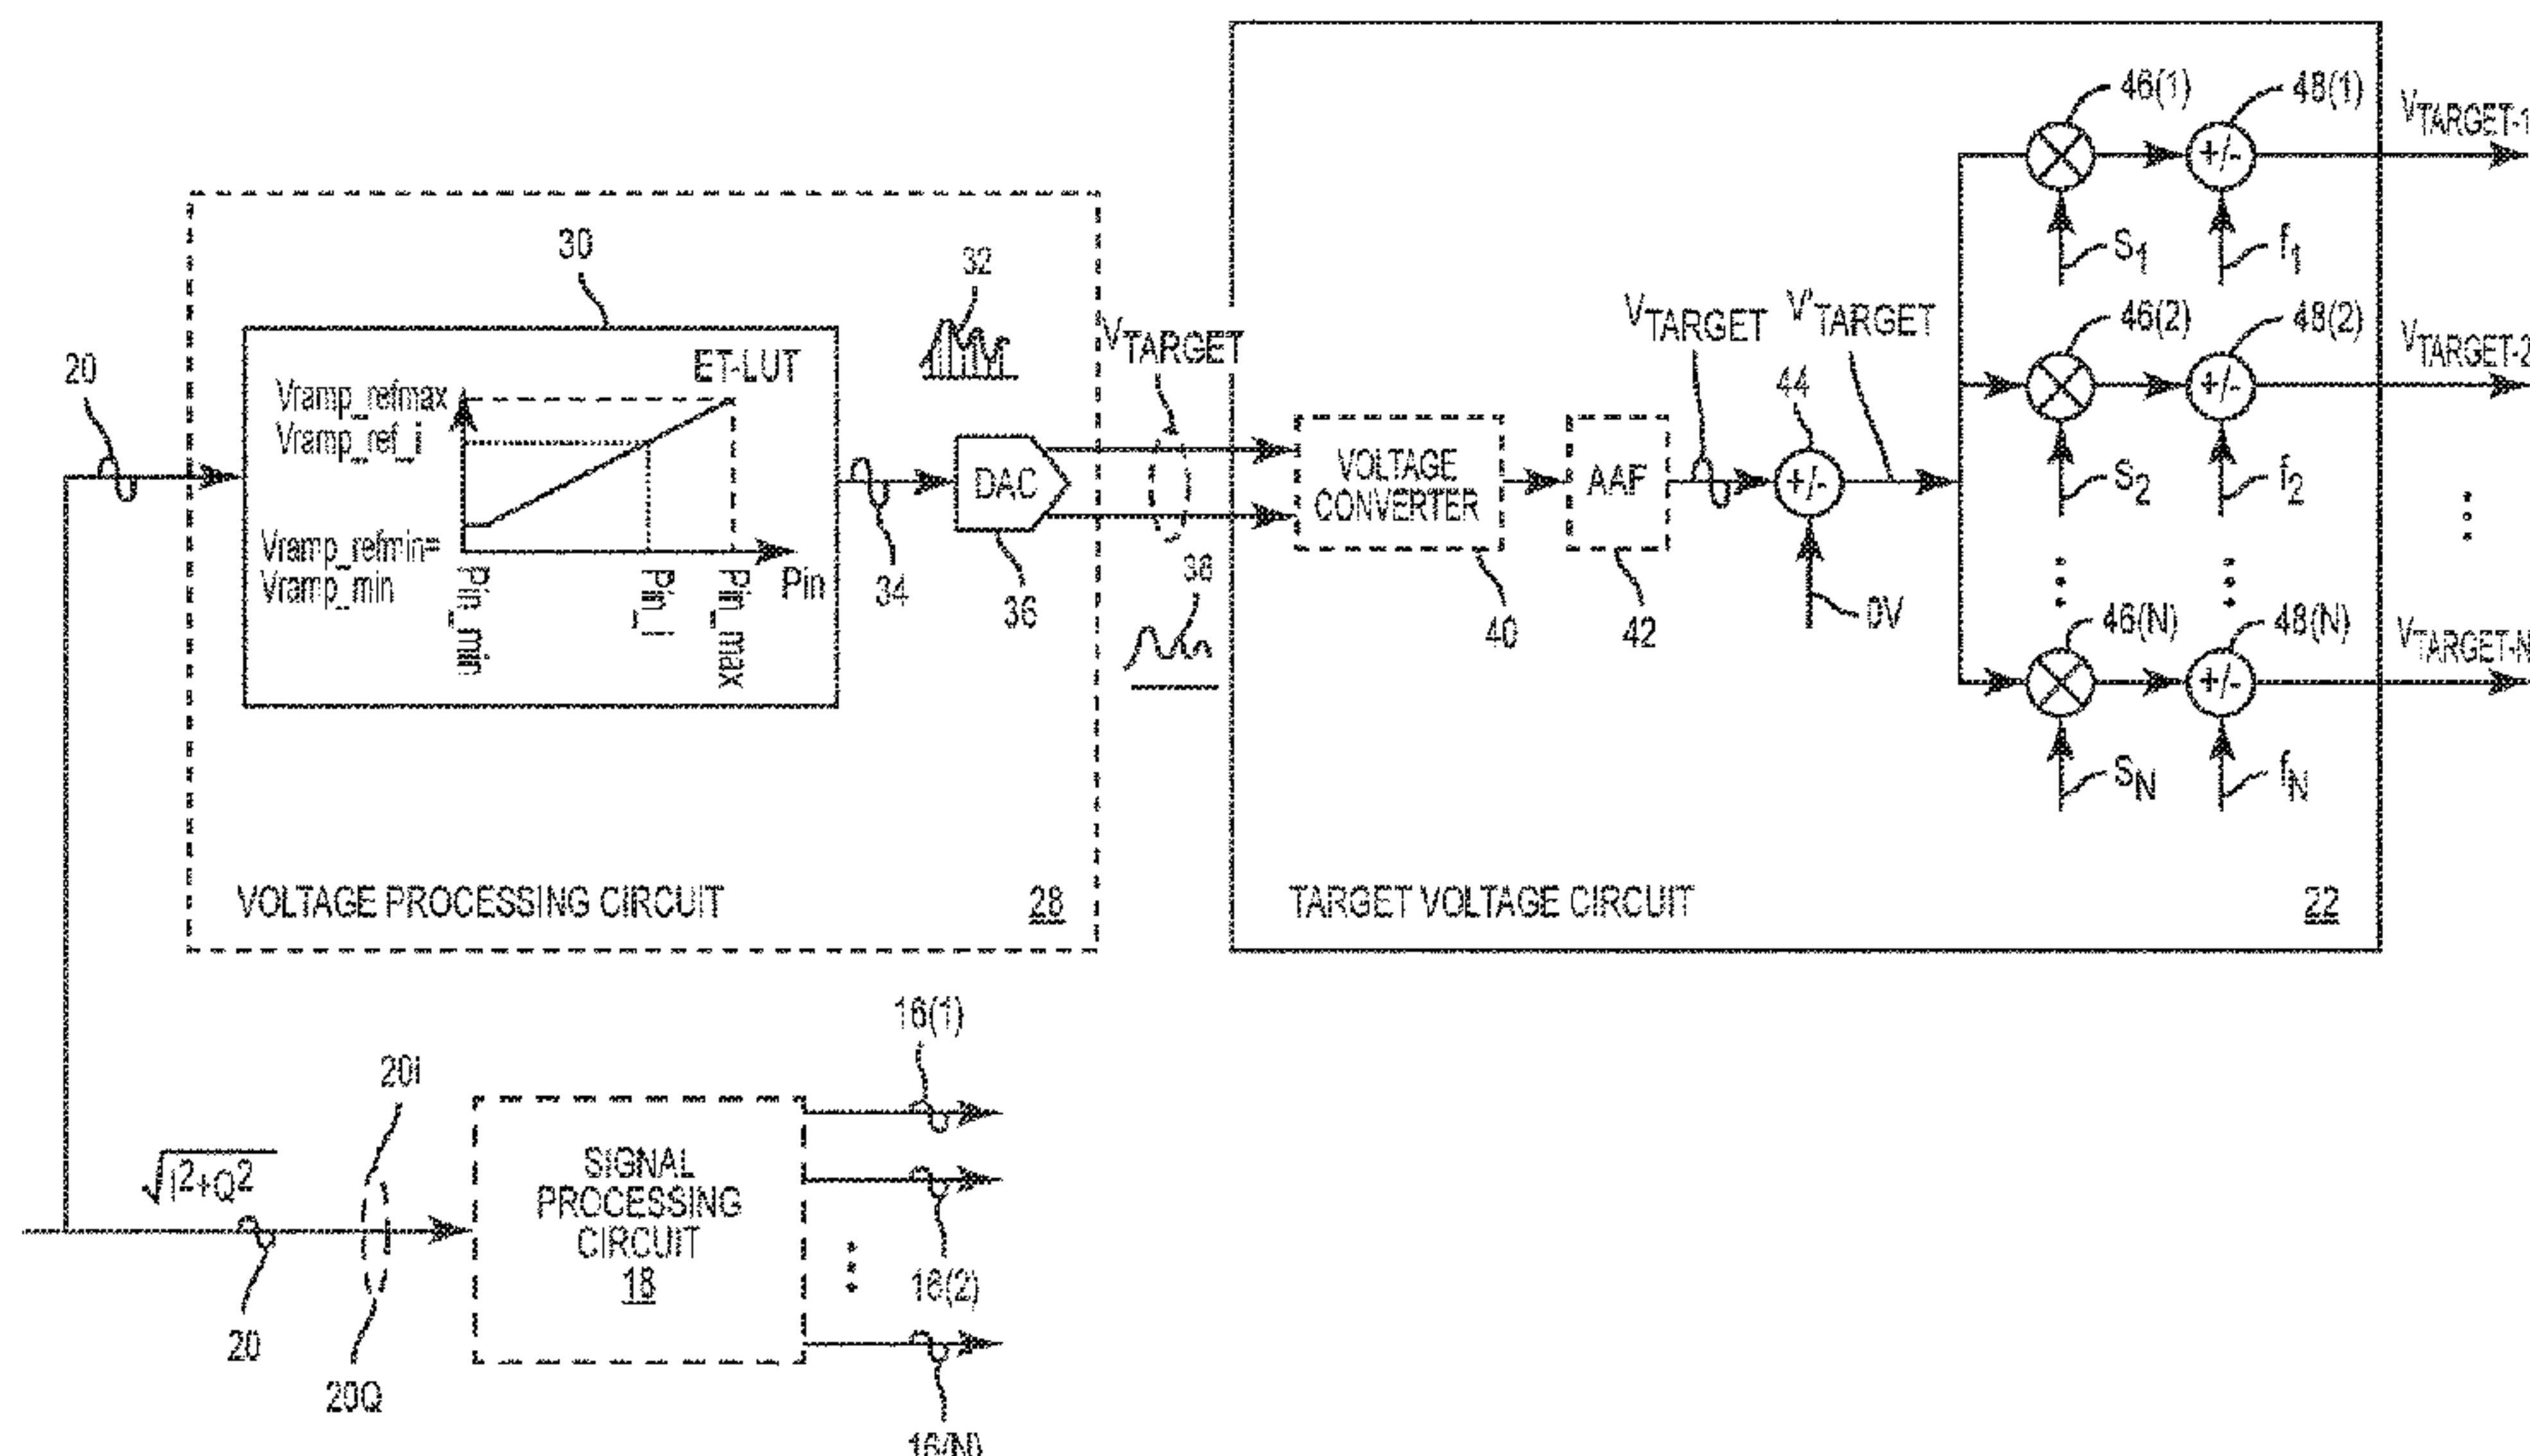 46(1)
48(1)
VTARGET-1
S1
f1
30
32
20
ET-LUT
Vramp_refmax
Vramp_ref_i
Vramp_refmin=
Vramp_min
Pin_min
Pin_i
Pin_max
Pin
34
DAC
36
VTARGET
38
VOLTAGE
CONVERTER
40
AAF
42
VTARGET
V'TARGET
44
+/-
0V
+/-
46(2)
48(2)
VTARGET-2
+/-
S2
f2
46(N)
48(N)
VTARGET-N
+/-
SN
fN
VOLTAGE PROCESSING CIRCUIT
28
TARGET VOLTAGE CIRCUIT
22
√I2+Q2
20
20I
20Q
SIGNAL
PROCESSING
CIRCUIT
18
16(1)
16(2)
16(N)